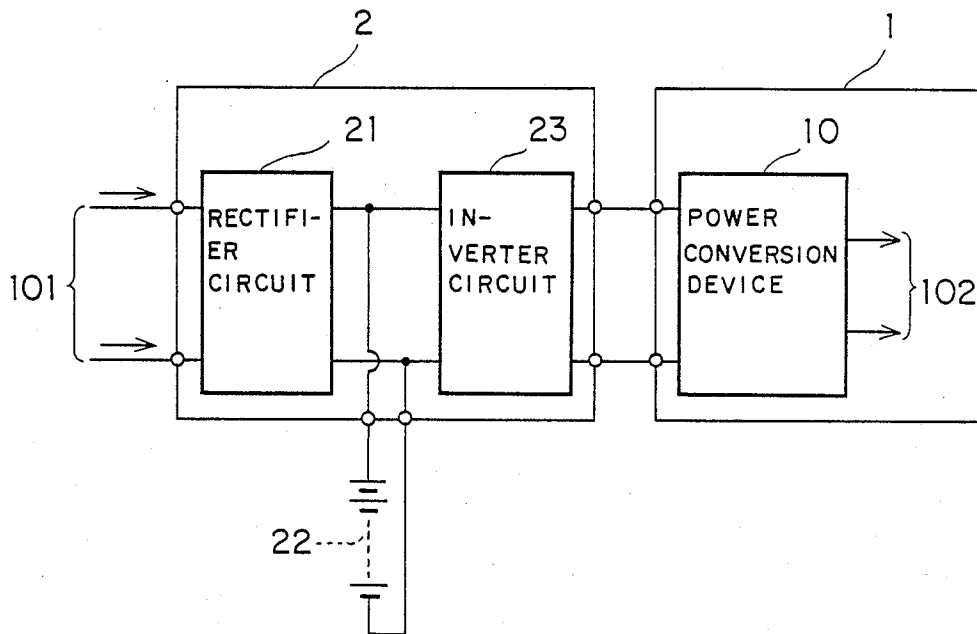 2
1
21
23
10
RECTIFI-
ER
CIRCUIT
IN-
VERTER
CIRCUIT
POWER
CONVERSION
DEVICE
101
102
22